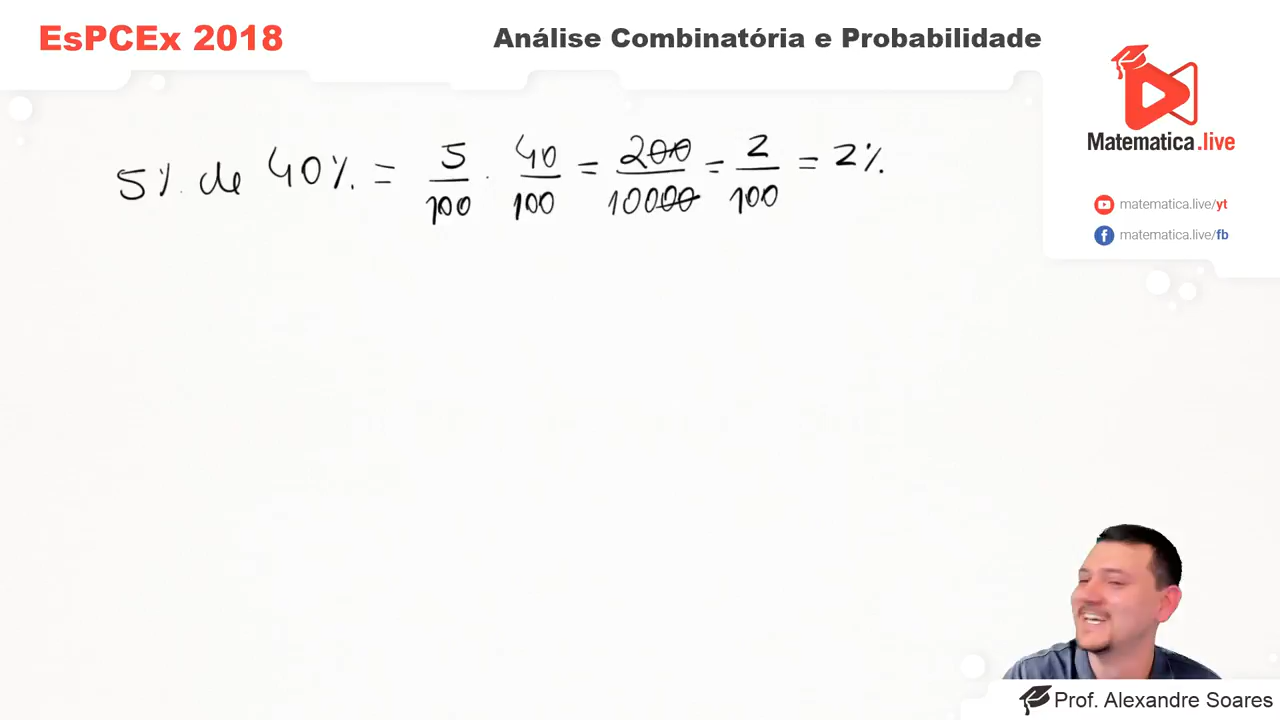 EsPCEx 2018
Análise Combinatória e Probabilidade
Matematica.live
matematica.live/yt
matematica.live/fb
5% de 40% = 5/100 · 40/100 = 200/10000 = 2/100 = 2%
Prof. Alexandre Soares